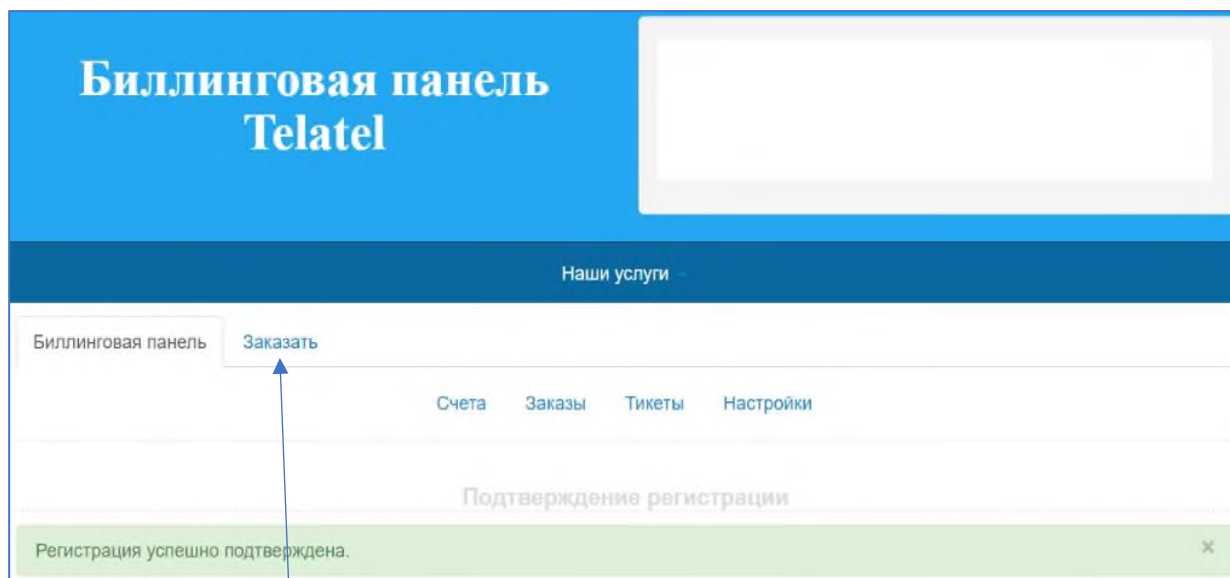 Биллинговая панель
Telatel
Наши услуги
Биллинговая панель Заказать
Счета Заказы Тикеты Настройки
Подтверждение регистрации
Регистрация успешно подтверждена. ×